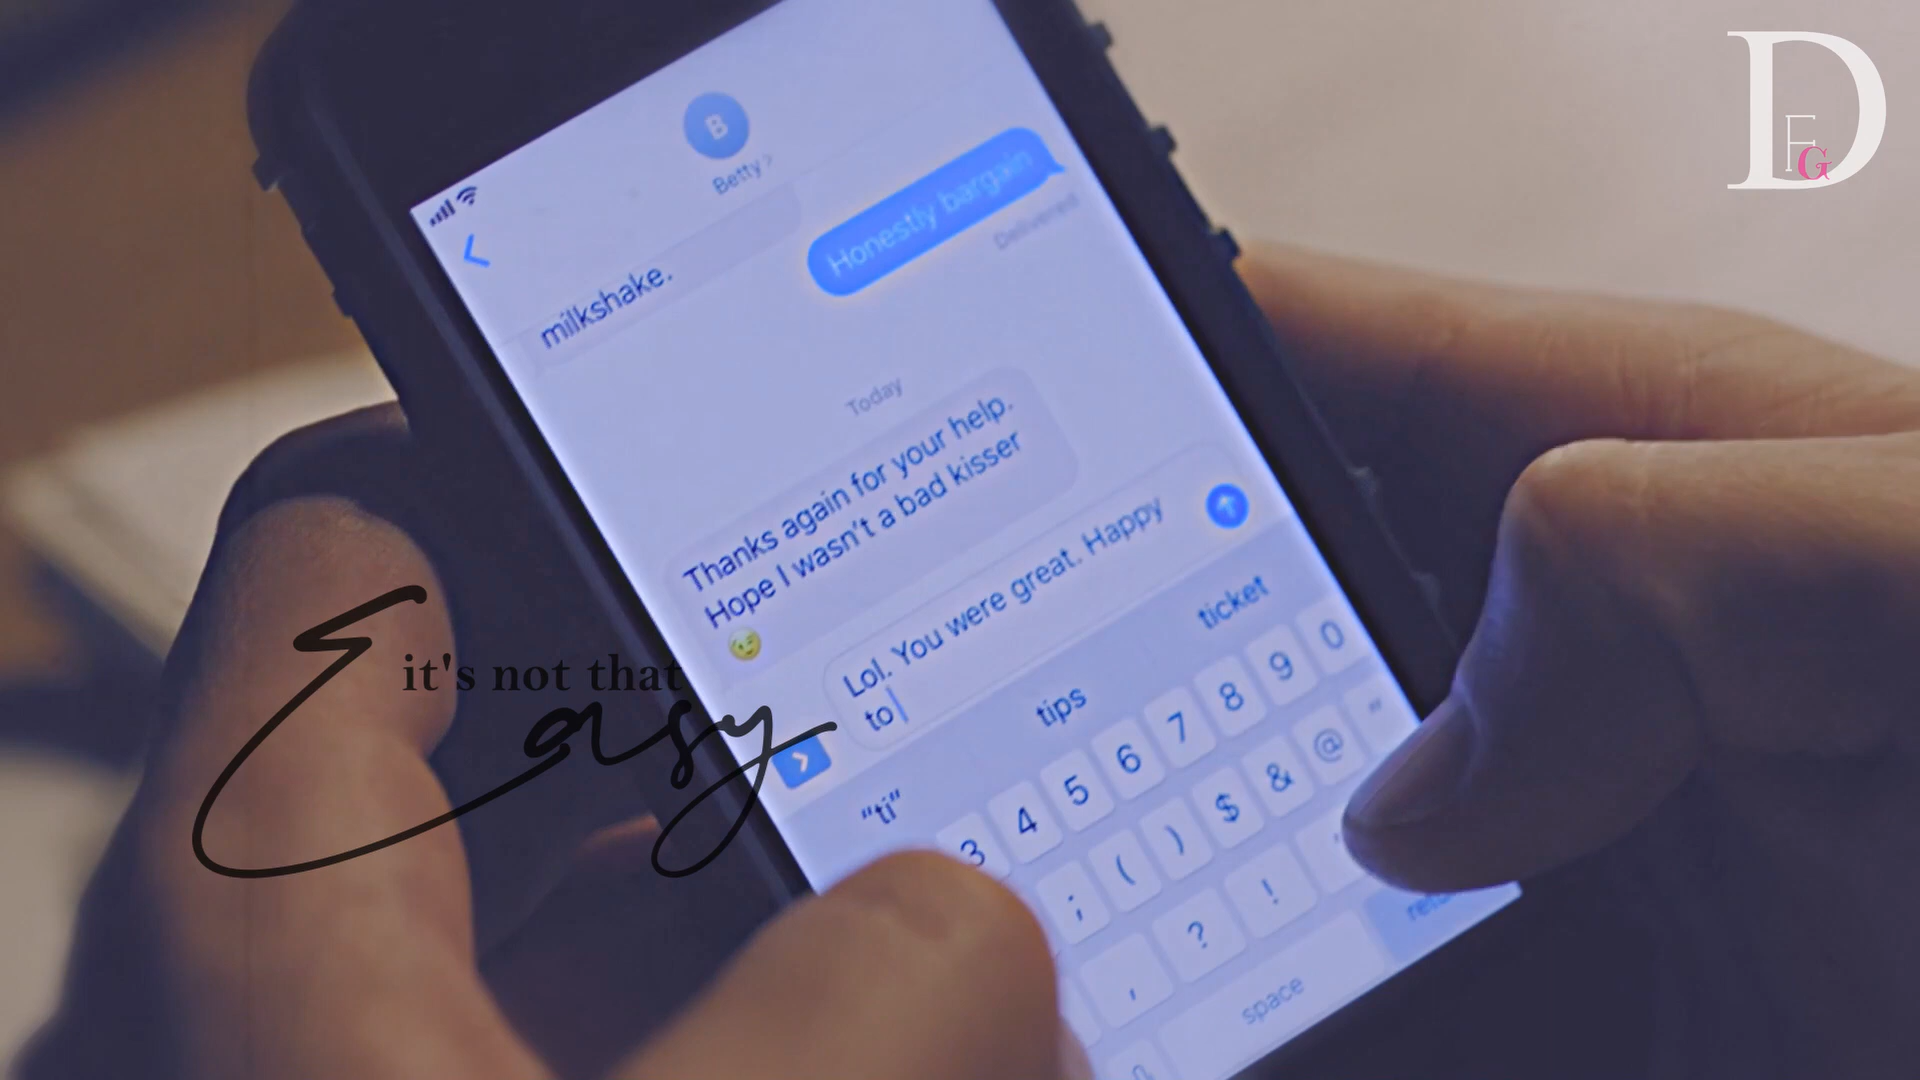 B
Betty >
Honestly bargain
Delivered
milkshake.
Today
Thanks again for your help.
Hope I wasn't a bad kisser
😉
Lol. You were great. Happy
to
"ti"
tips
ticket
3 4 5 6 7 8 9 0
; ( ) $ & @ "
, ? ! '
space
it's not that
Easy
D
F
G